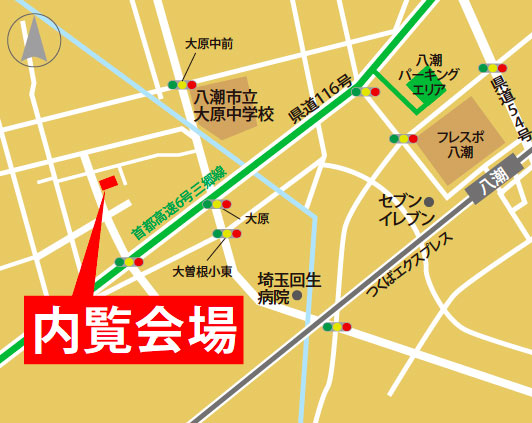 大原中前
八潮
パーキング
エリア
県道54号
県道116号
八潮市立
大原中学校
フレスポ
八潮
八潮
首都高速6号三郷線
セブン
イレブン
大原
つくばエクスプレス
大曽根小東
埼玉回生
病院
内覧会場